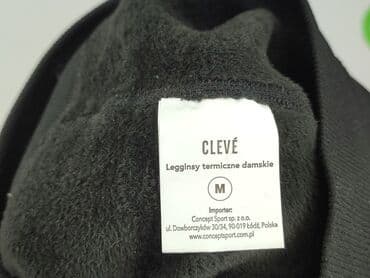 CLEVÉ
Legginsy termiczne damskie
M
Importer:
Concept Sport sp. z o.o.
ul. Dowborczyków 30/34, 90-019 Łódź, Polska
www.conceptsport.com.pl